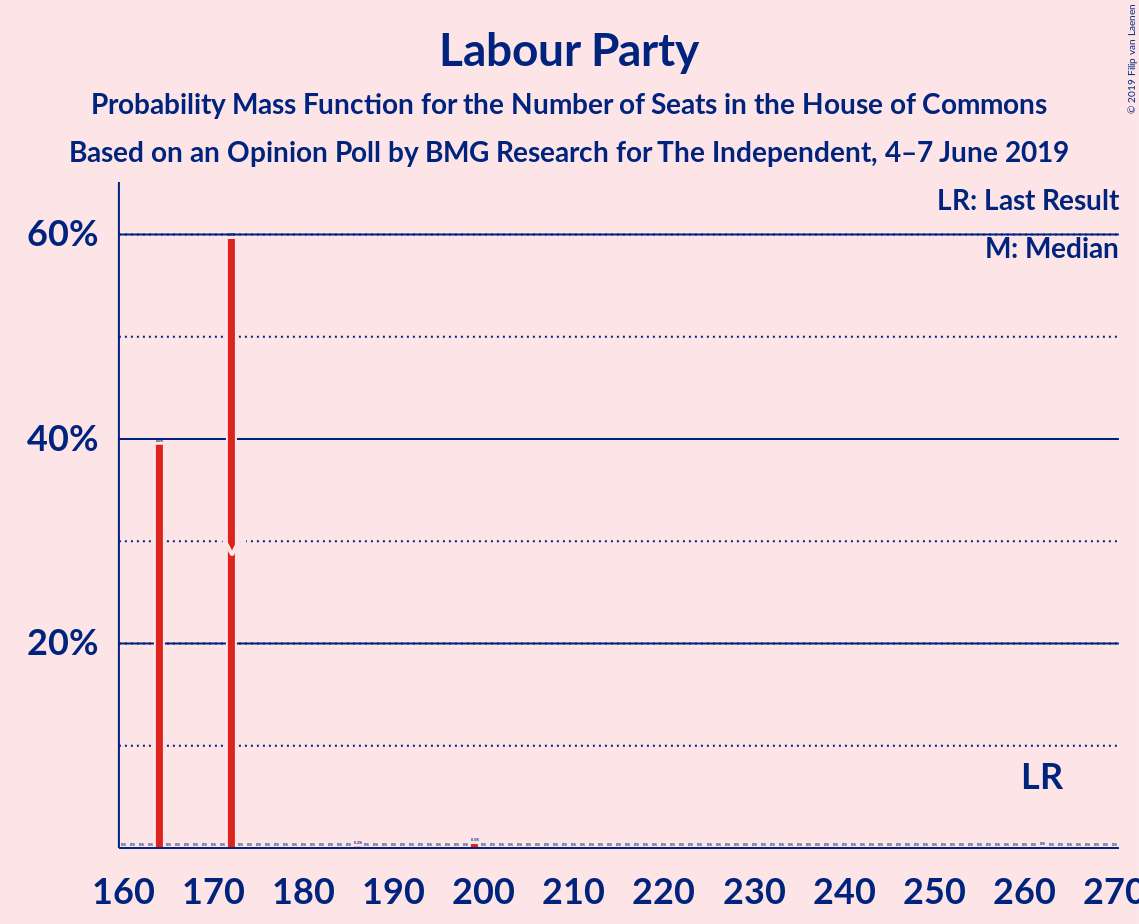 © 2019 Filip van Laenen
Labour Party
Probability Mass Function for the Number of Seats in the House of Commons
Based on an Opinion Poll by BMG Research for The Independent, 4–7 June 2019
LR: Last Result
M: Median
60%
40%
20%
M
LR
160 170 180 190 200 210 220 230 240 250 260 270